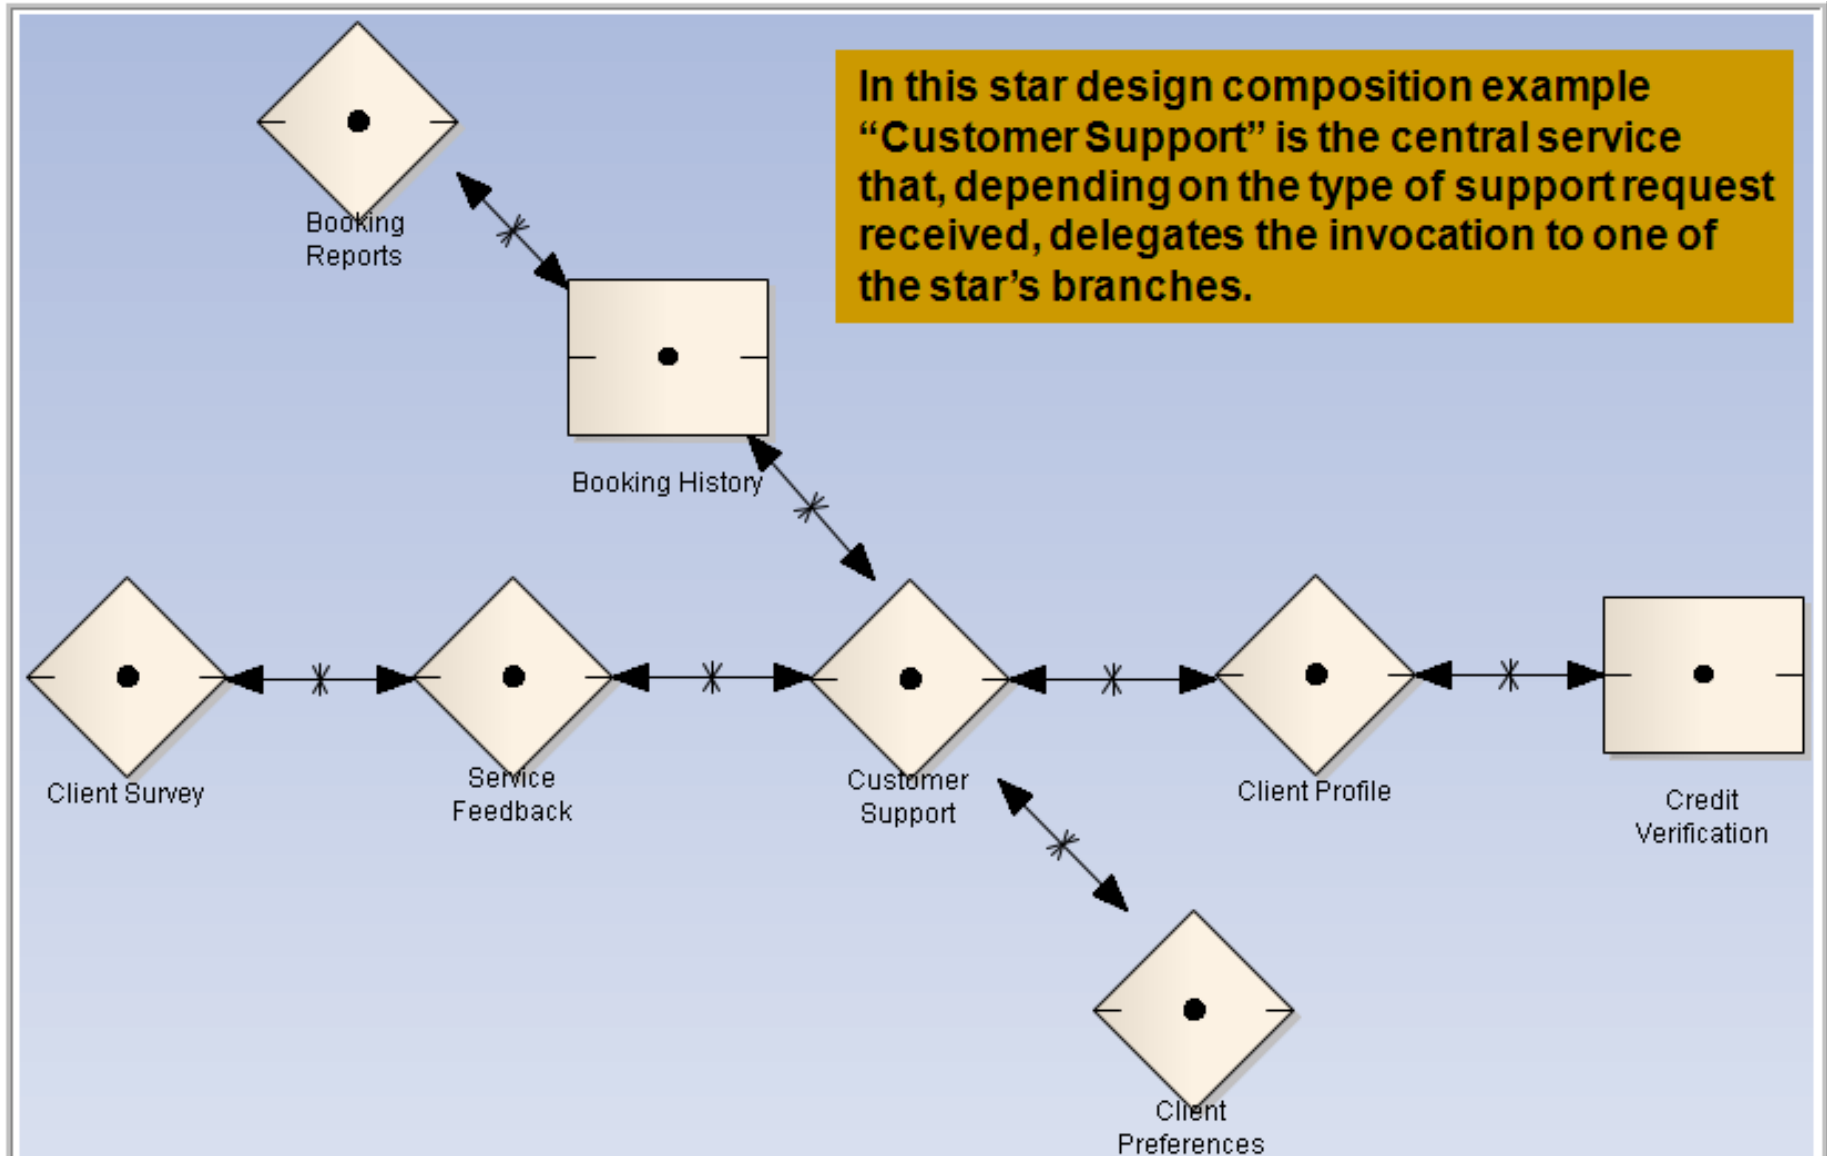 In this star design composition example
“Customer Support” is the central service
that, depending on the type of support request
received, delegates the invocation to one of
the star’s branches.
Booking
Reports
Booking History
Client Survey
Service
Feedback
Customer
Support
Client Profile
Credit
Verification
Client
Preferences